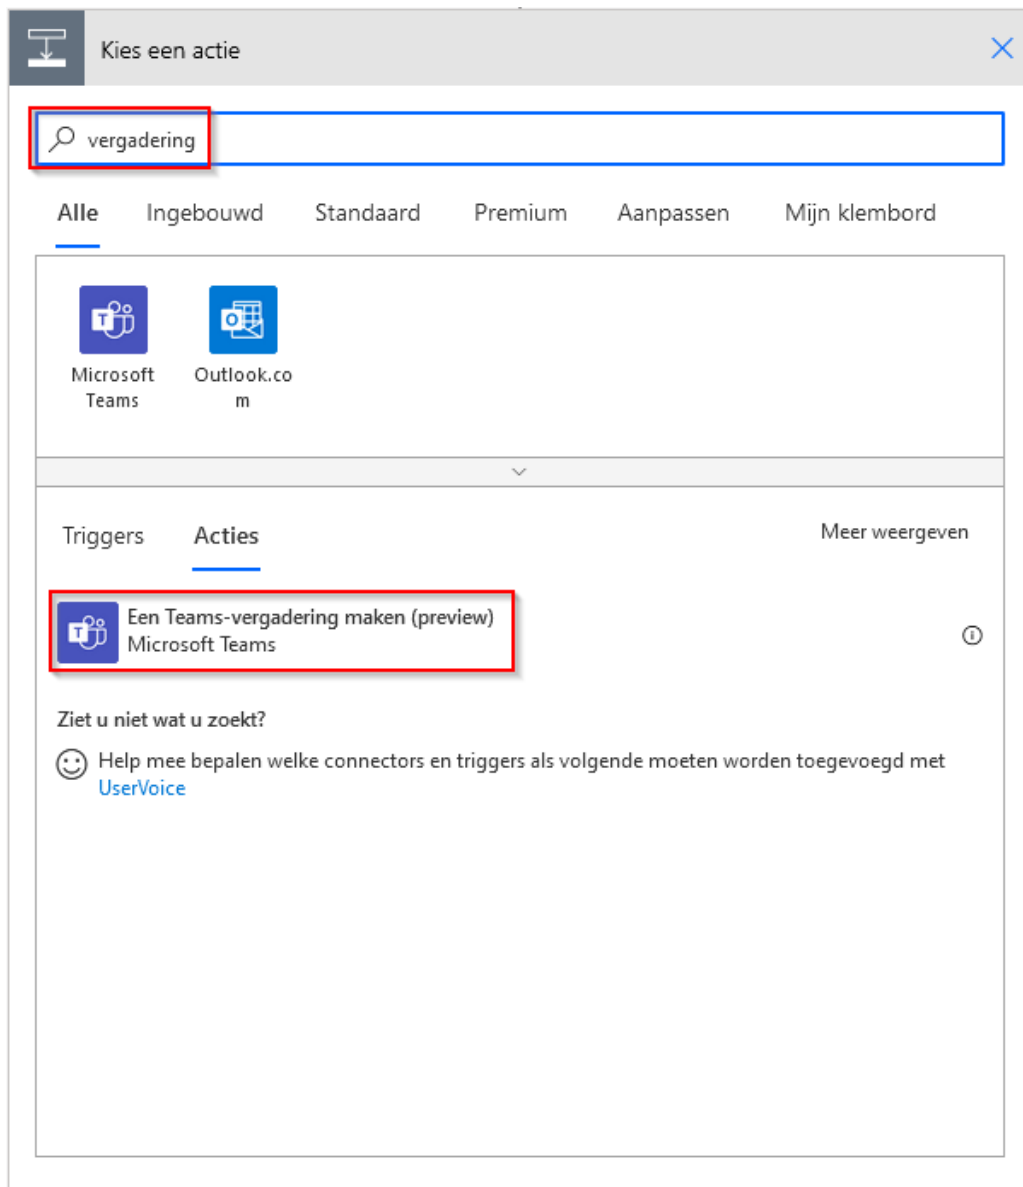 Kies een actie
vergadering
Alle Ingebouwd Standaard Premium Aanpassen Mijn klembord
Microsoft Teams
Outlook.co
m
Triggers Acties Meer weergeven
Een Teams-vergadering maken (preview)
Microsoft Teams
Ziet u niet wat u zoekt?
Help mee bepalen welke connectors en triggers als volgende moeten worden toegevoegd met
UserVoice